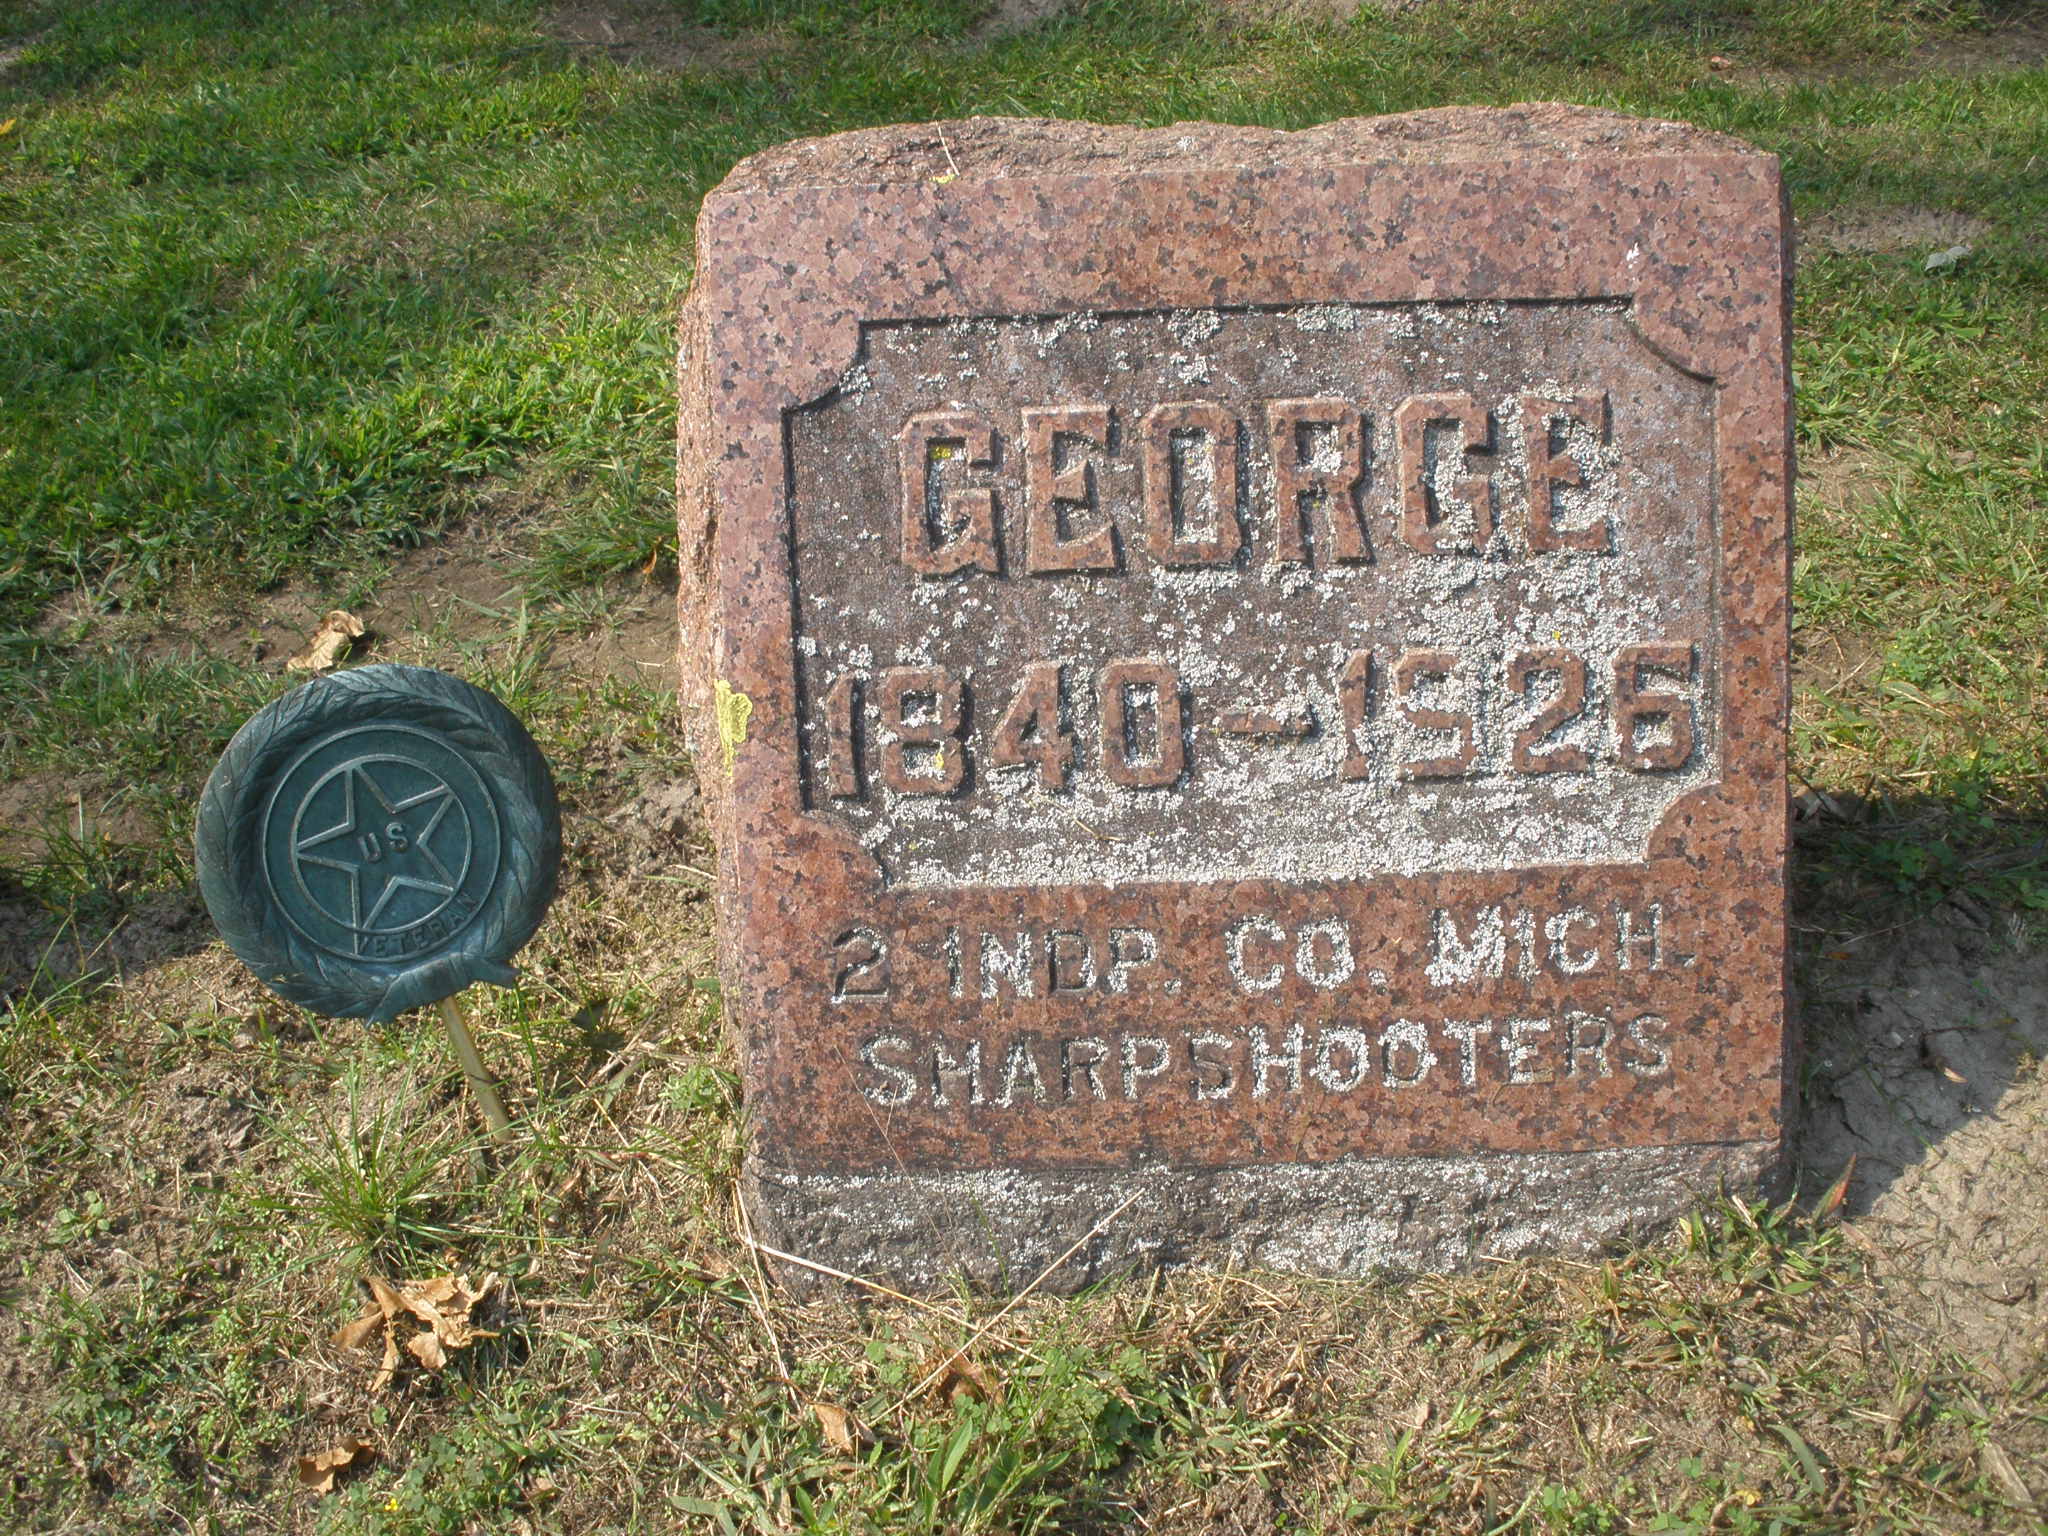 GEORGE
1840-1926
2 INDP. CO. MICH.
SHARPSHOOTERS
US
VETERAN